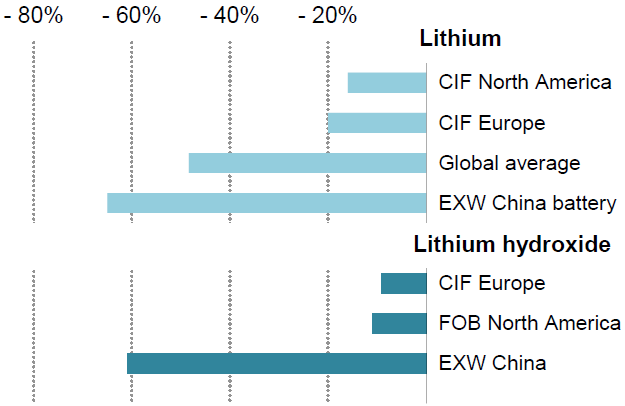 - 80% - 40% - 20%
- 60%
Lithium
CIF North America
CIF Europe
Global average
EXW China battery
Lithium hydroxide
CIF Europe
FOB North America
EXW China